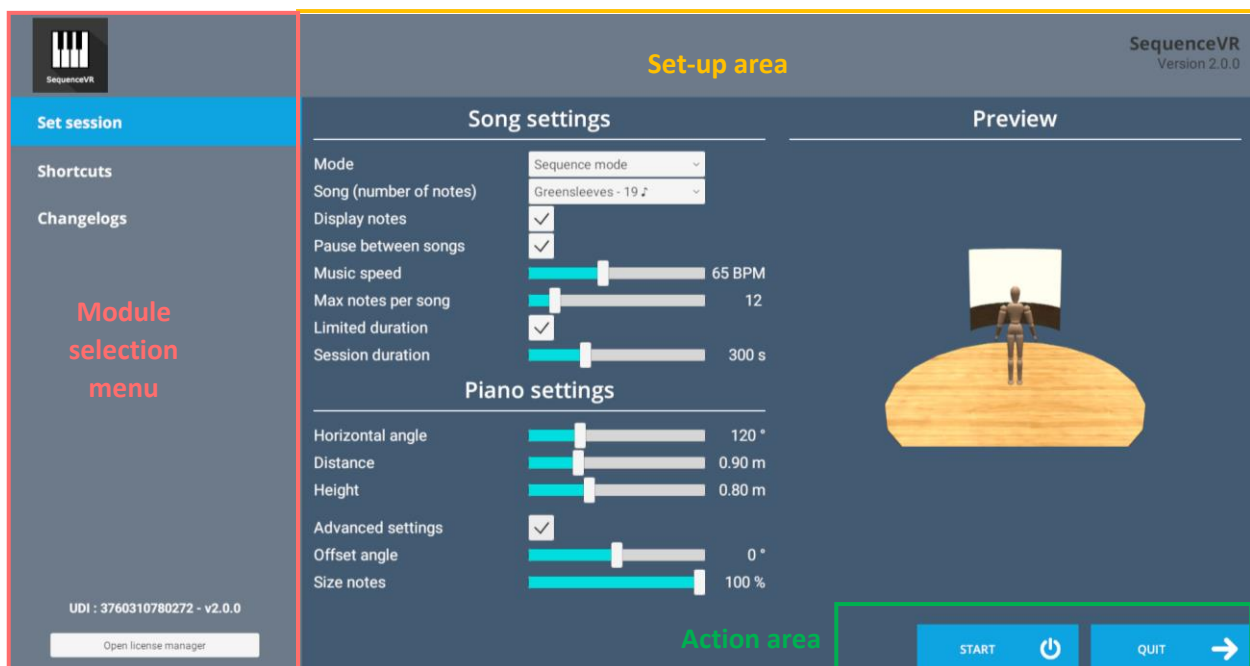 SequenceVR
Set session
Shortcuts
Changelogs
Module
selection
menu
UDI : 3760310780272 - v2.0.0
Open license manager
Set-up area
SequenceVR
Version 2.0.0
Song settings
Mode Sequence mode
Song (number of notes) Greensleeves - 19 ♪
Display notes
Pause between songs
Music speed 65 BPM
Max notes per song 12
Limited duration
Session duration 300 s
Piano settings
Horizontal angle 120 °
Distance 0.90 m
Height 0.80 m
Advanced settings
Offset angle 0 °
Size notes 100 %
Preview
Action area
START
QUIT